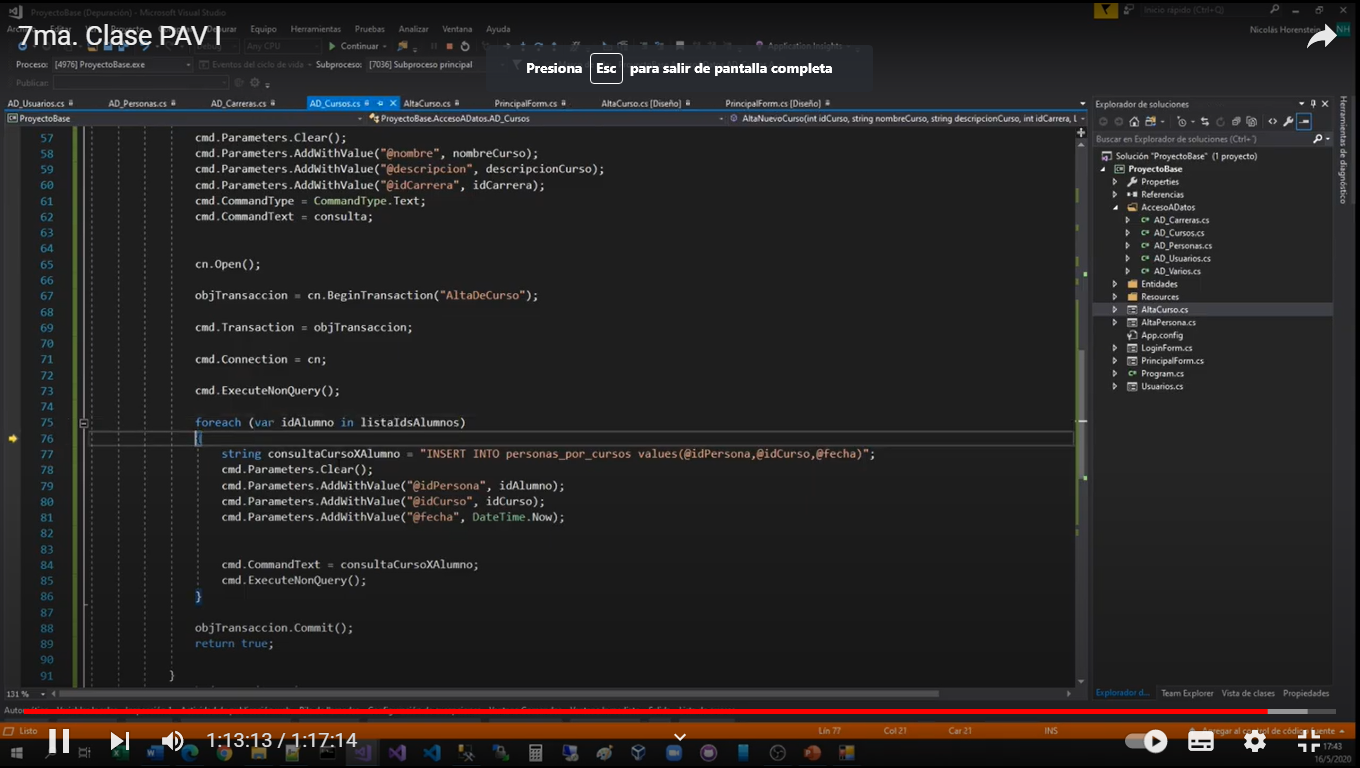 ProyectoBase (Depuración) - Microsoft Visual Studio
Inicio rápido (Ctrl+Q)
7ma. Clase PAV I
Equipo Herramientas Pruebas Analizar Ventana Ayuda
Nicolás Horenstein NH
Any CPU Continuar Application Insights
Proceso: [4976] ProyectoBase.exe Eventos del ciclo de vida Subproceso: [7036] Subproceso principal
Presiona Esc para salir de pantalla completa
Publicar:
AD_Usuarios.cs AD_Personas.cs AD_Carreras.cs AD_Cursos.cs AltaCurso.cs PrincipalForm.cs AltaCurso.cs [Diseño] PrincipalForm.cs [Diseño]
ProyectoBase ProyectoBase.AccesoADatos.AD_Cursos AltaNuevoCurso(int idCurso, string nombreCurso, string descripcionCurso, int idCarrera, L
57 cmd.Parameters.Clear();
58 cmd.Parameters.AddWithValue("@nombre", nombreCurso);
59 cmd.Parameters.AddWithValue("@descripcion", descripcionCurso);
60 cmd.Parameters.AddWithValue("@idCarrera", idCarrera);
61 cmd.CommandType = CommandType.Text;
62 cmd.CommandText = consulta;
63
64
65 cn.Open();
66
67 objTransaccion = cn.BeginTransaction("AltaDeCurso");
68
69 cmd.Transaction = objTransaccion;
70
71 cmd.Connection = cn;
72
73 cmd.ExecuteNonQuery();
74
75 foreach (var idAlumno in listaIdsAlumnos)
76 {
77 string consultaCursoXAlumno = "INSERT INTO personas_por_cursos values(@idPersona,@idCurso,@fecha)";
78 cmd.Parameters.Clear();
79 cmd.Parameters.AddWithValue("@idPersona", idAlumno);
80 cmd.Parameters.AddWithValue("@idCurso", idCurso);
81 cmd.Parameters.AddWithValue("@fecha", DateTime.Now);
82
83
84 cmd.CommandText = consultaCursoXAlumno;
85 cmd.ExecuteNonQuery();
86 }
87
88 objTransaccion.Commit();
89 return true;
90
91 }
131 %
Explorador de soluciones
Buscar en Explorador de soluciones (Ctrl+')
Solución "ProyectoBase" (1 proyecto)
ProyectoBase
Properties
Referencias
AccesoADatos
AD_Carreras.cs
AD_Cursos.cs
AD_Personas.cs
AD_Usuarios.cs
AD_Varios.cs
Entidades
Resources
AltaCurso.cs
AltaPersona.cs
App.config
LoginForm.cs
PrincipalForm.cs
Program.cs
Usuarios.cs
Herramientas de diagnóstico
Explorador d... Team Explorer Vista de clases Propiedades
Listo Lín 77 Col 21 Car 21 INS Agregar al control de código fuente
1:13:13 / 1:17:14
17:43
16/5/2020